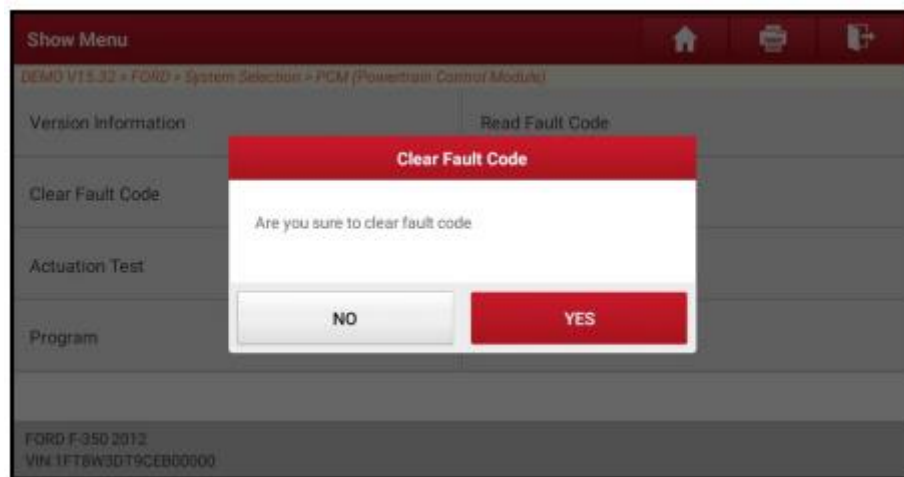 Show Menu
DEMO V15.32 > FORD > System Selection > PCM (Powertrain Control Module)
Version Information
Read Fault Code
Clear Fault Code
Clear Fault Code
Are you sure to clear fault code
Actuation Test
NO
YES
Program
FORD F-350 2012
VIN:1FT8W3DT9CEB00000